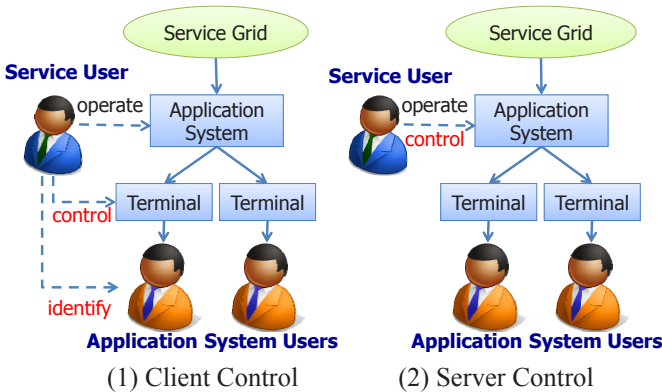 Service Grid
Service User
operate
Application
System
Terminal
Terminal
control
identify
Application System Users
(1) Client Control
Service Grid
Service User
operate
control
Application
System
Terminal
Terminal
Application System Users
(2) Server Control